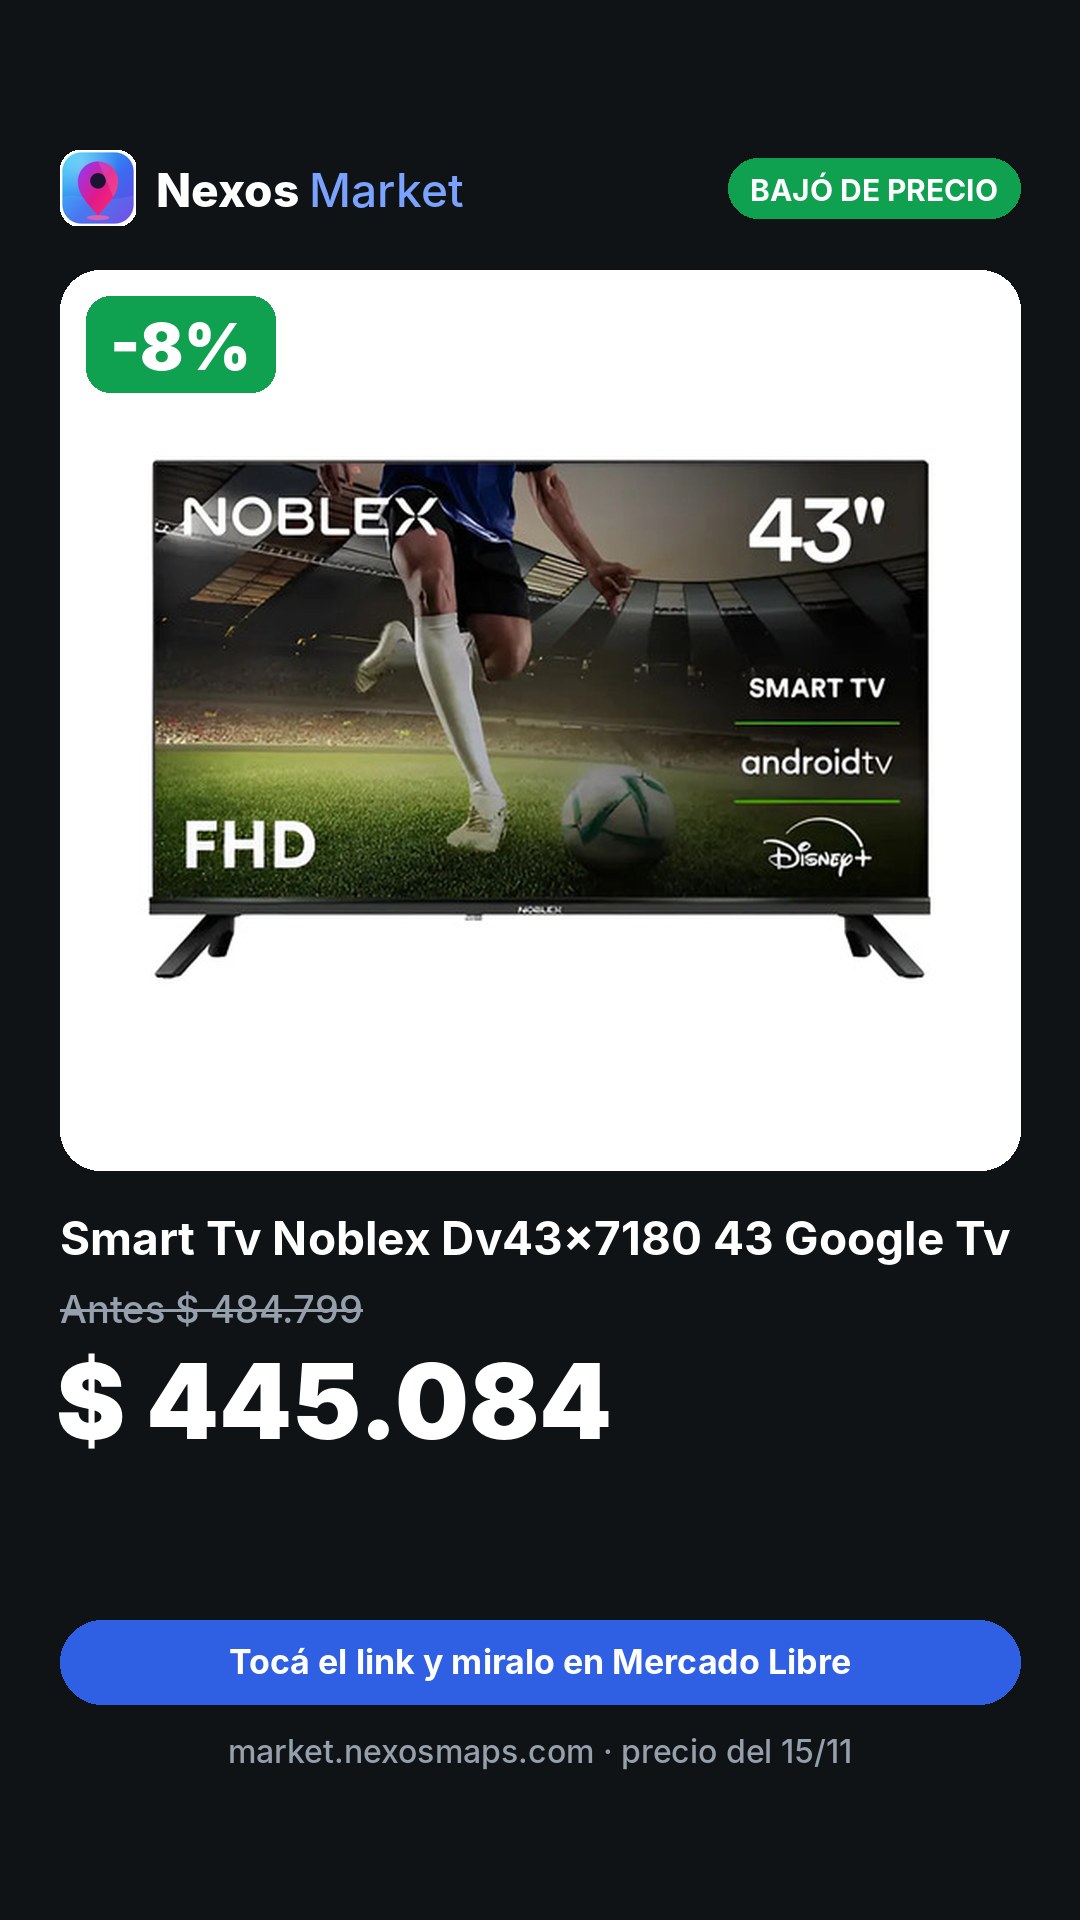 Nexos Market
BAJÓ DE PRECIO
-8%
NOBLEX
43"
SMART TV
androidtv
Disney+
FHD
NOBLEX
Smart Tv Noblex Dv43x7180 43 Google Tv
Antes $ 484.799
$ 445.084
Tocá el link y miralo en Mercado Libre
market.nexosmaps.com · precio del 15/11